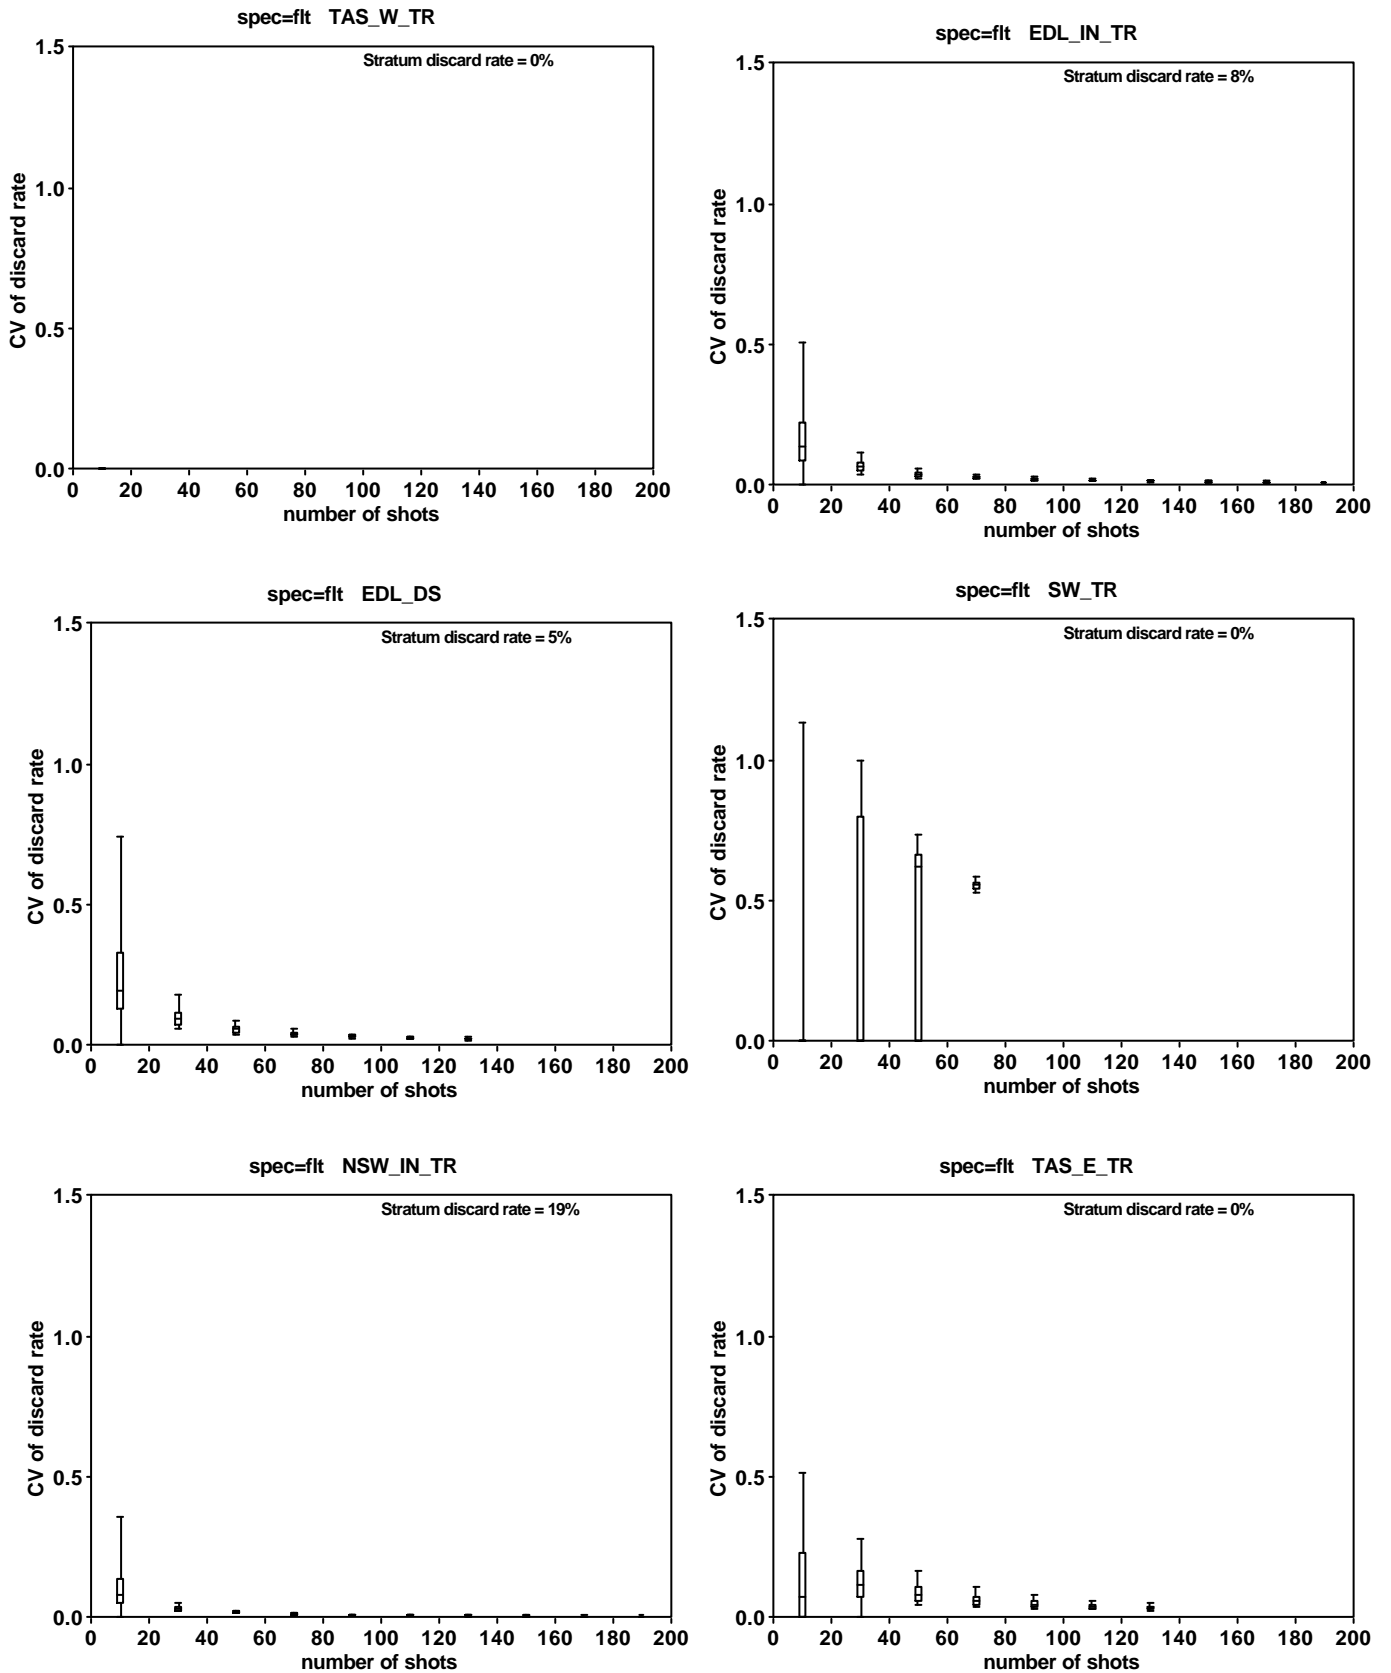 spec=flt TAS_W_TR
Stratum discard rate = 0%
CV of discard rate
1.5
1.0
0.5
0.0
0 20 40 60 80 100 120 140 160 180 200
number of shots
spec=flt EDL_IN_TR
Stratum discard rate = 8%
CV of discard rate
1.5
1.0
0.5
0.0
0 20 40 60 80 100 120 140 160 180 200
number of shots
spec=flt EDL_DS
Stratum discard rate = 5%
CV of discard rate
1.5
1.0
0.5
0.0
0 20 40 60 80 100 120 140 160 180 200
number of shots
spec=flt SW_TR
Stratum discard rate = 0%
CV of discard rate
1.5
1.0
0.5
0.0
0 20 40 60 80 100 120 140 160 180 200
number of shots
spec=flt NSW_IN_TR
Stratum discard rate = 19%
CV of discard rate
1.5
1.0
0.5
0.0
0 20 40 60 80 100 120 140 160 180 200
number of shots
spec=flt TAS_E_TR
Stratum discard rate = 0%
CV of discard rate
1.5
1.0
0.5
0.0
0 20 40 60 80 100 120 140 160 180 200
number of shots